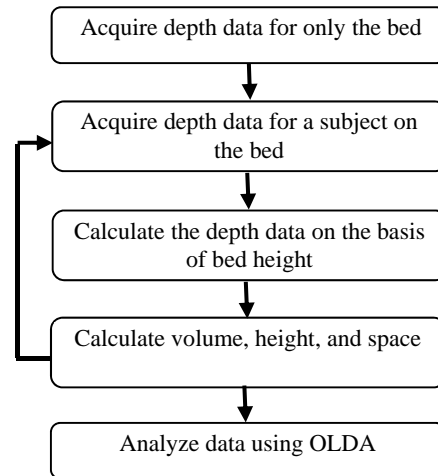 Acquire depth data for only the bed
Acquire depth data for a subject on
the bed
Calculate the depth data on the basis
of bed height
Calculate volume, height, and space
Analyze data using OLDA